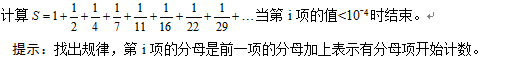 计算 S=1+1/2+1/4+1/7+1/11+1/16+1/22+1/29+…当第 i 项的值<10⁻⁴时结束。
提示：找出规律，第 i 项的分母是前一项的分母加上表示有分母项开始计数。